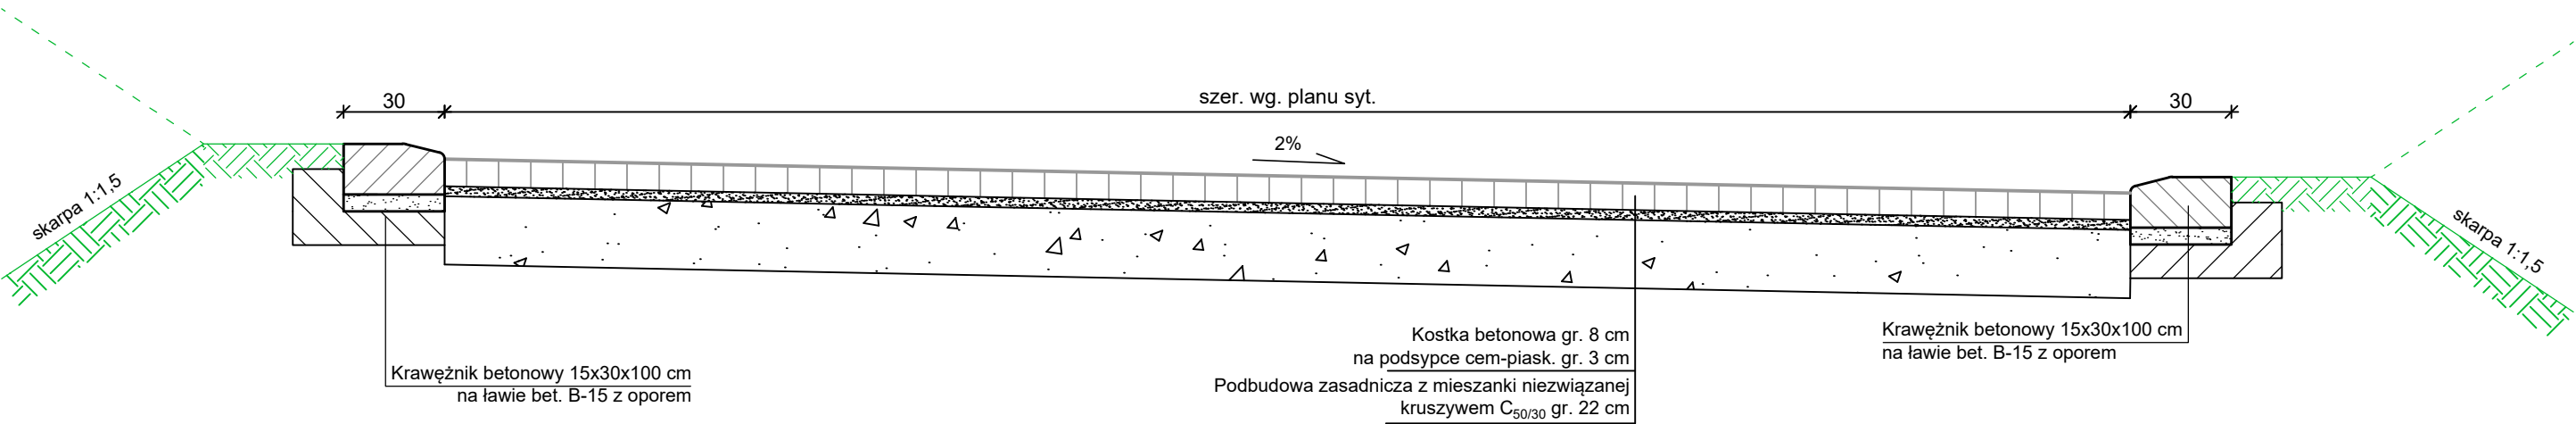 30
szer. wg. planu syt.
30
2%
skarpa 1:1,5
skarpa 1:1,5
Krawężnik betonowy 15x30x100 cm
na ławie bet. B-15 z oporem
Kostka betonowa gr. 8 cm
na podsypce cem-piask. gr. 3 cm
Podbudowa zasadnicza z mieszanki niezwiązanej
kruszywem C50/30 gr. 22 cm
Krawężnik betonowy 15x30x100 cm
na ławie bet. B-15 z oporem